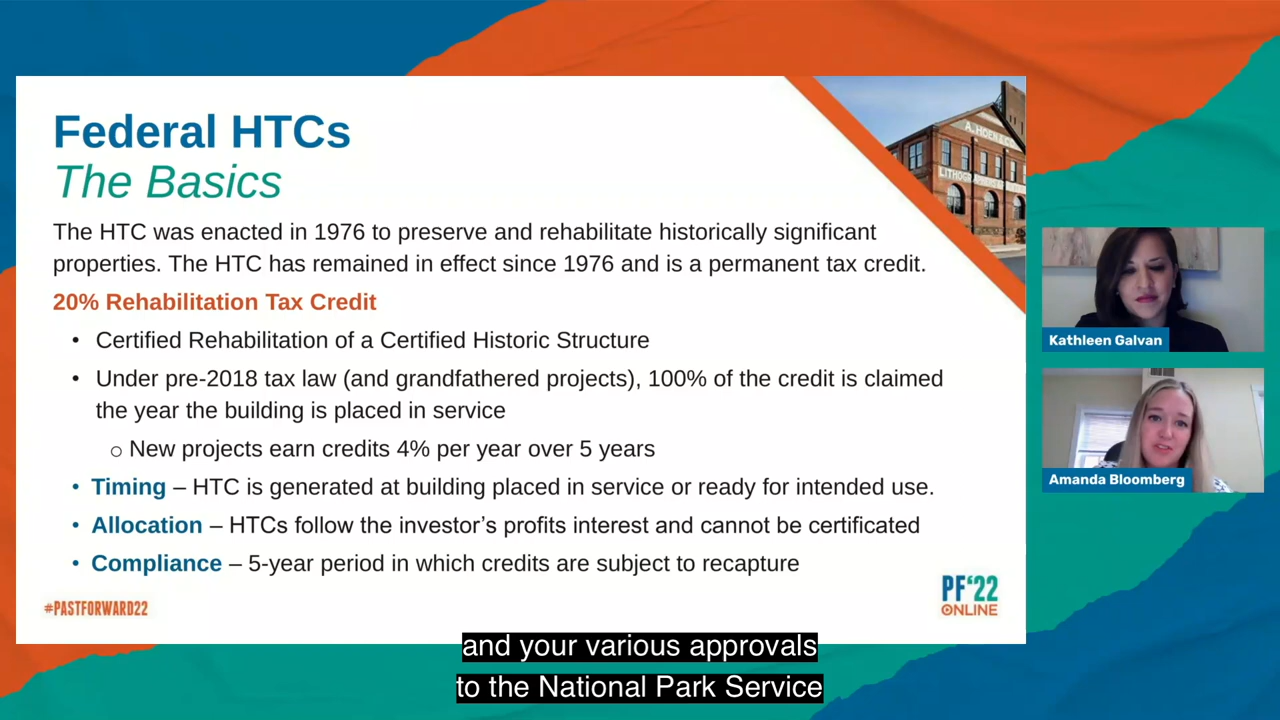 Federal HTCs
The Basics
The HTC was enacted in 1976 to preserve and rehabilitate historically significant
properties. The HTC has remained in effect since 1976 and is a permanent tax credit.
20% Rehabilitation Tax Credit
• Certified Rehabilitation of a Certified Historic Structure
• Under pre-2018 tax law (and grandfathered projects), 100% of the credit is claimed
the year the building is placed in service
o New projects earn credits 4% per year over 5 years
• Timing – HTC is generated at building placed in service or ready for intended use.
• Allocation – HTCs follow the investor’s profits interest and cannot be certificated
• Compliance – 5-year period in which credits are subject to recapture
#PASTFORWARD22
PF‘22
ONLINE
A. HOEN & CO
Kathleen Galvan
Amanda Bloomberg
and your various approvals
to the National Park Service